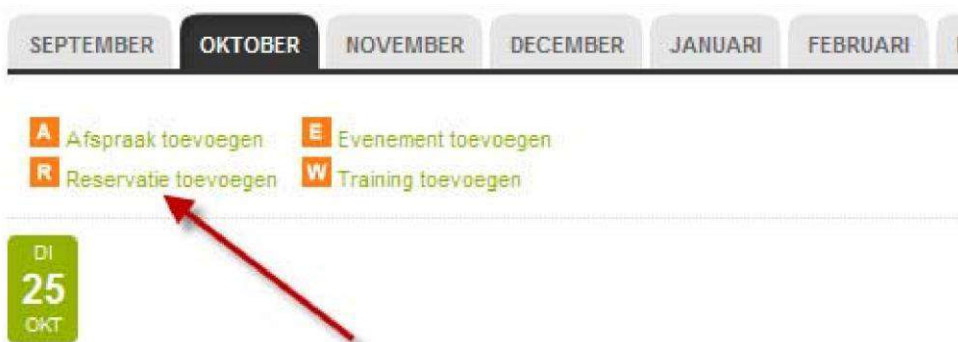 SEPTEMBER OKTOBER NOVEMBER DECEMBER JANUARI FEBRUARI
A Afspraak toevoegen E Evenement toevoegen
R Reservatie toevoegen W Training toevoegen
DI
25
OKT